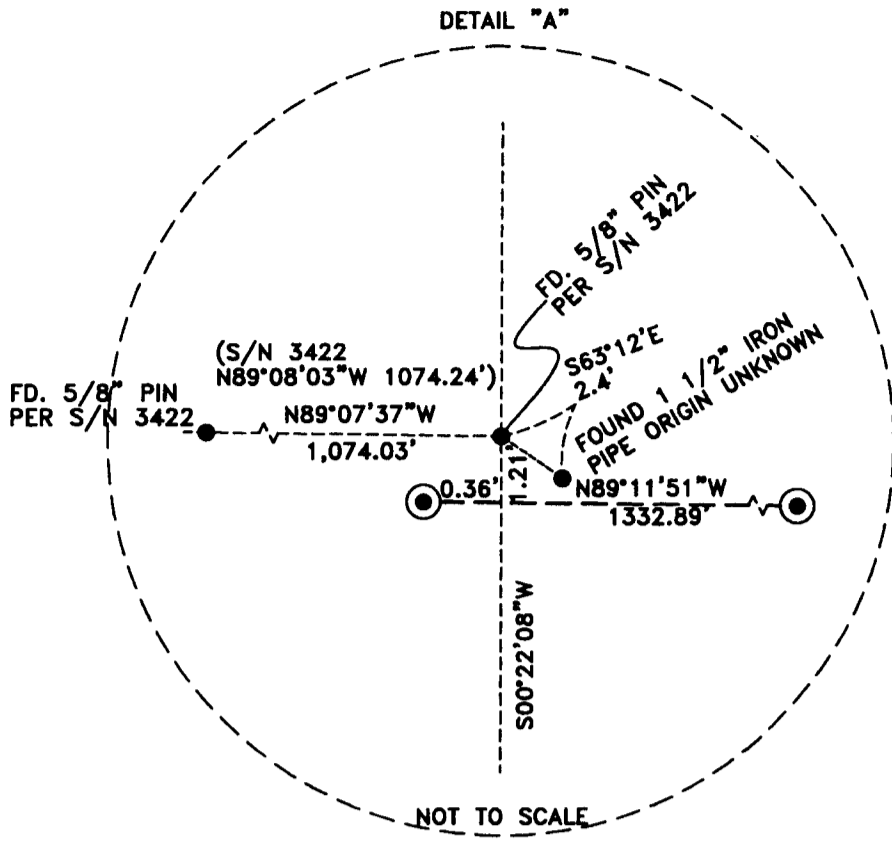 DETAIL "A"
FD. 5/8" PIN
PER S/N 3422
(S/N 3422
N89°08'03"W 1074.24')
FD. 5/8" PIN
PER S/N 3422
N89°07'37"W
1,074.03'
S63°12'E
2.4'
FOUND 1 1/2" IRON
PIPE ORIGIN UNKNOWN
1.21'
0.36'
N89°11'51"W
1332.89'
S00°22'08"W
NOT TO SCALE